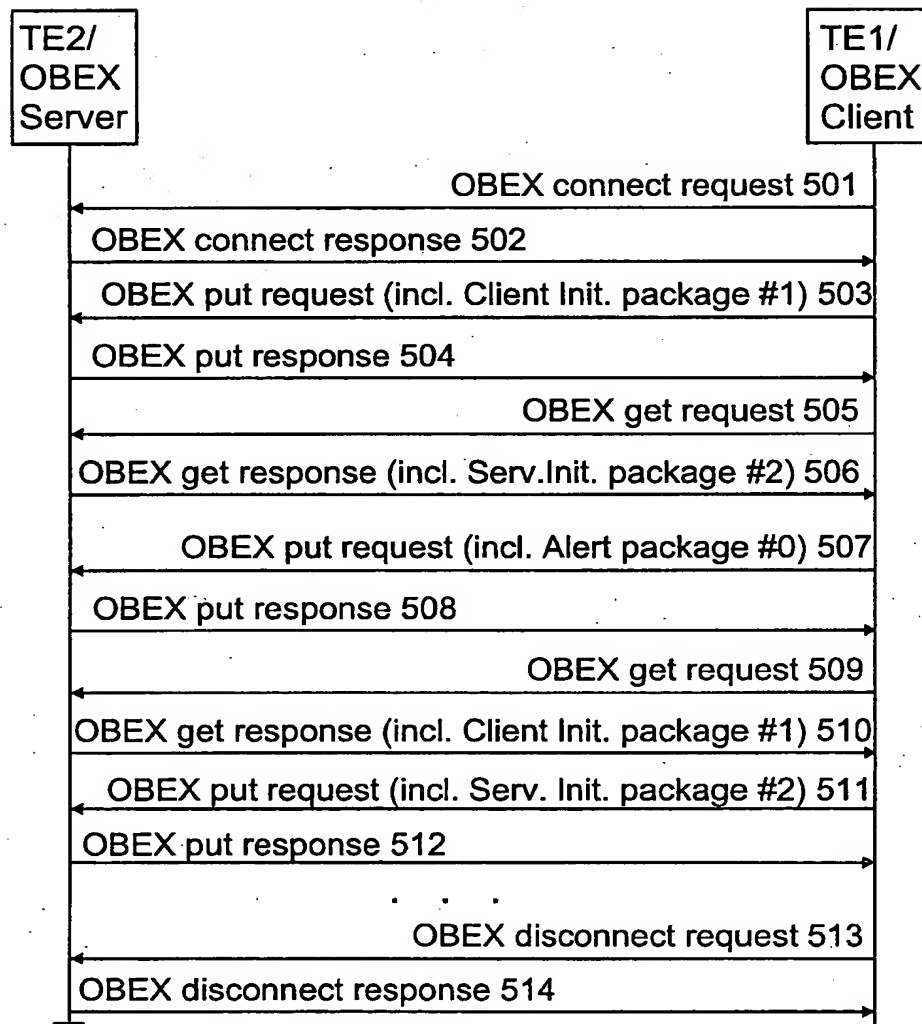 TE2/
OBEX
Server
TE1/
OBEX
Client
OBEX connect request 501
OBEX connect response 502
OBEX put request (incl. Client Init. package #1) 503
OBEX put response 504
OBEX get request 505
OBEX get response (incl. Serv.Init. package #2) 506
OBEX put request (incl. Alert package #0) 507
OBEX put response 508
OBEX get request 509
OBEX get response (incl. Client Init. package #1) 510
OBEX put request (incl. Serv. Init. package #2) 511
OBEX put response 512
. . .
OBEX disconnect request 513
OBEX disconnect response 514